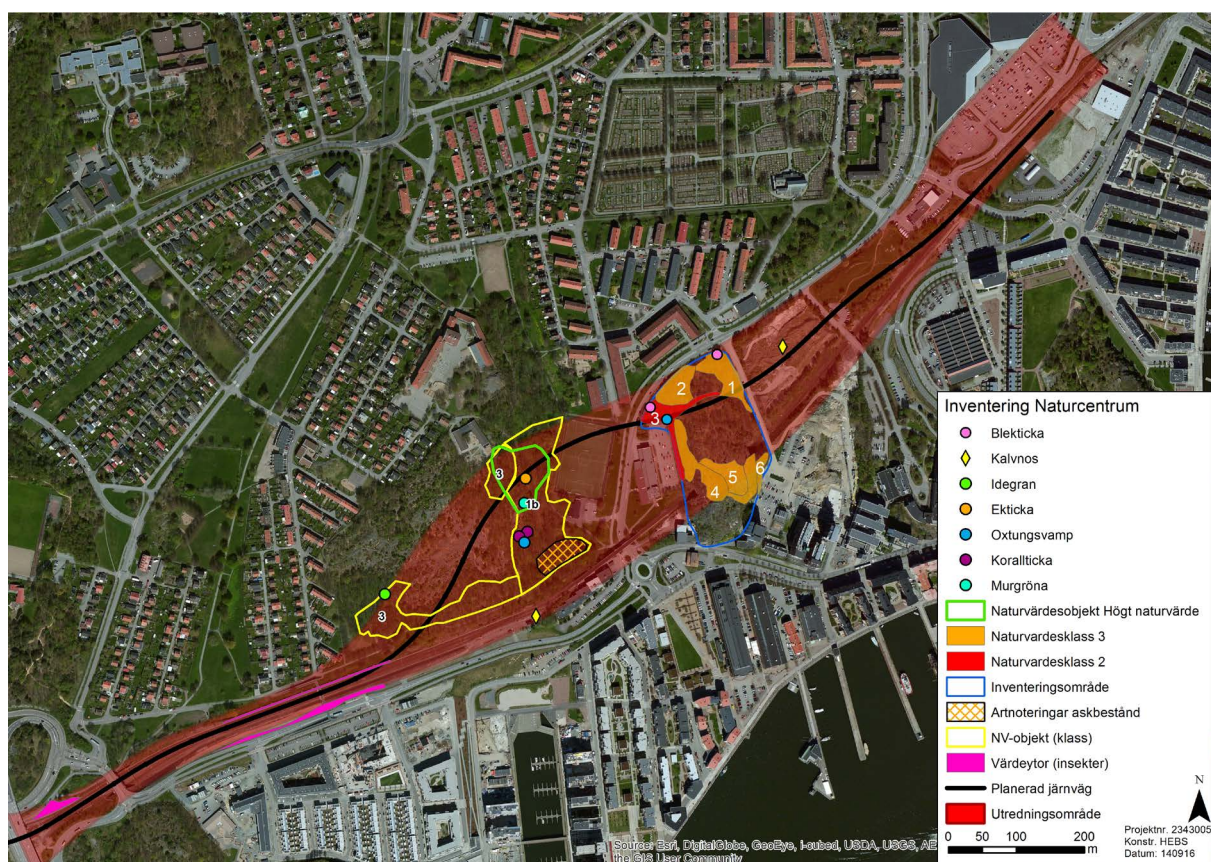 2
1
3
6
5
4
3
1b
3
Inventering Naturcentrum
Blekticka
Kalvnos
Idegran
Ekticka
Oxtungsvamp
Korallticka
Murgröna
Naturvärdesobjekt Högt naturvärde
Naturvardesklass 3
Naturvardesklass 2
Inventeringsområde
Artnoteringar askbestånd
NV-objekt (klass)
Värdeytor (insekter)
Planerad järnväg
Utredningsområde
N
0 50 100 200
m
Projektnr. 2343005
Konstr. HEBS
Datum: 140916
Source: Esri, DigitalGlobe, GeoEye, i-cubed, USDA, USGS, AE
the GIS User Community